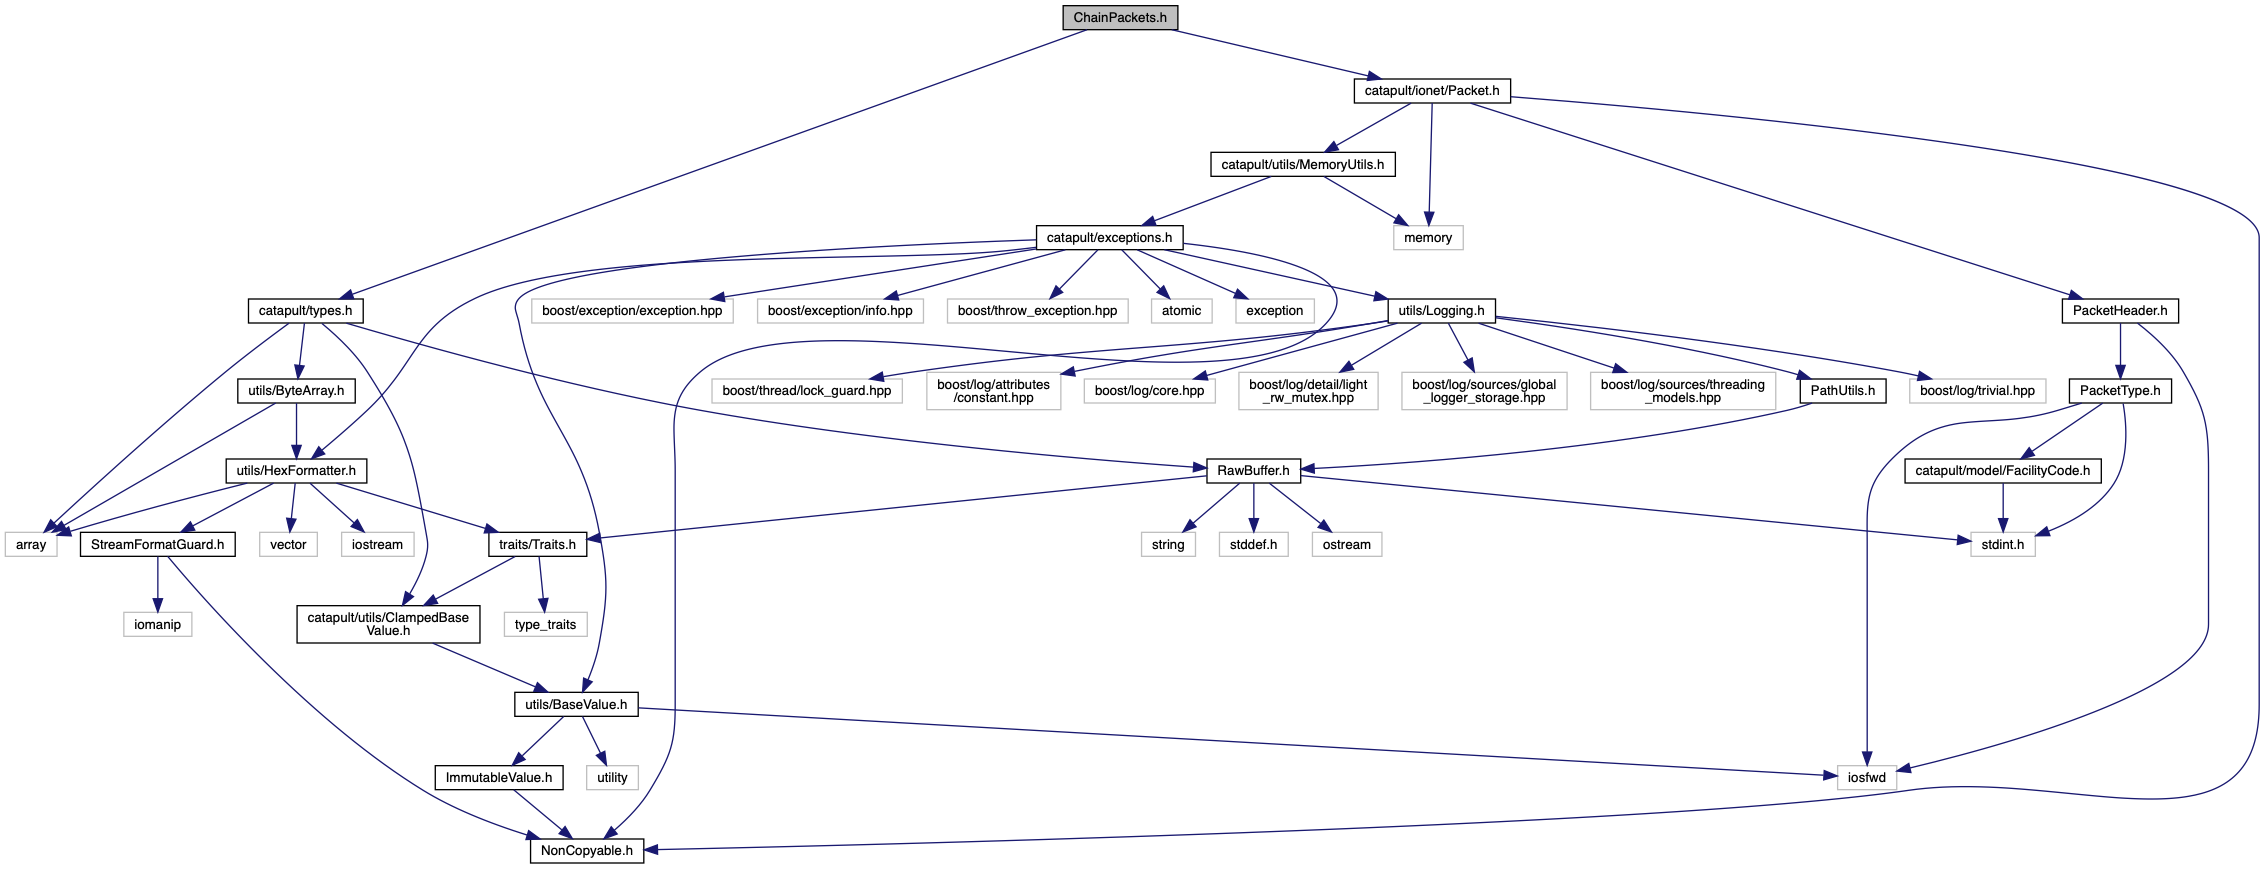 ChainPackets.h
catapult/ionet/Packet.h
catapult/utils/MemoryUtils.h
catapult/exceptions.h
memory
catapult/types.h
boost/exception/exception.hpp
boost/exception/info.hpp
boost/throw_exception.hpp
atomic
exception
utils/Logging.h
PacketHeader.h
utils/ByteArray.h
boost/thread/lock_guard.hpp
boost/log/attributes
/constant.hpp
boost/log/core.hpp
boost/log/detail/light
_rw_mutex.hpp
boost/log/sources/global
_logger_storage.hpp
boost/log/sources/threading
_models.hpp
PathUtils.h
boost/log/trivial.hpp
PacketType.h
utils/HexFormatter.h
RawBuffer.h
catapult/model/FacilityCode.h
array
StreamFormatGuard.h
vector
iostream
traits/Traits.h
string
stddef.h
ostream
stdint.h
iomanip
catapult/utils/ClampedBase
Value.h
type_traits
utils/BaseValue.h
ImmutableValue.h
utility
iosfwd
NonCopyable.h